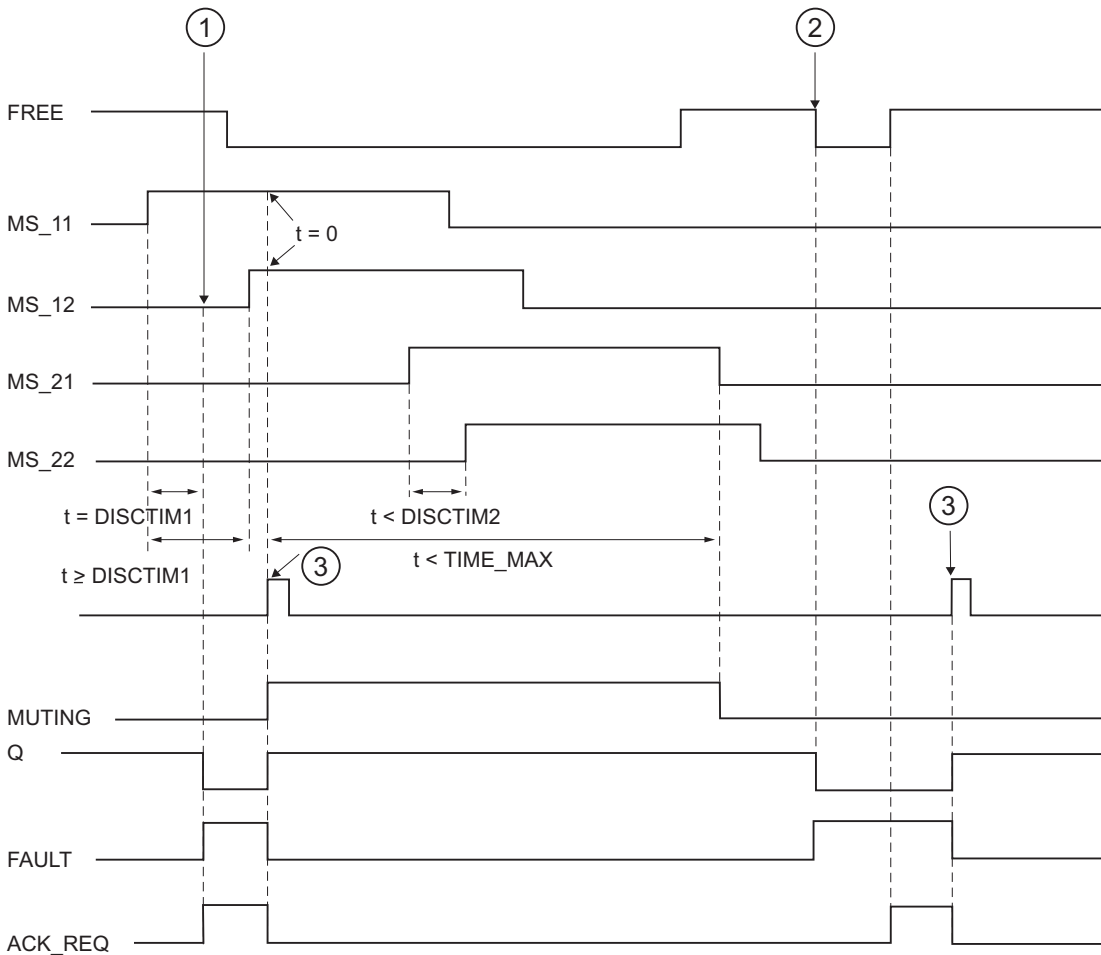 1
2
FREE
MS_11
t = 0
MS_12
MS_21
MS_22
t = DISCTIM1
t < DISCTIM2
3
t ≥ DISCTIM1
t < TIME_MAX
3
MUTING
Q
FAULT
ACK_REQ